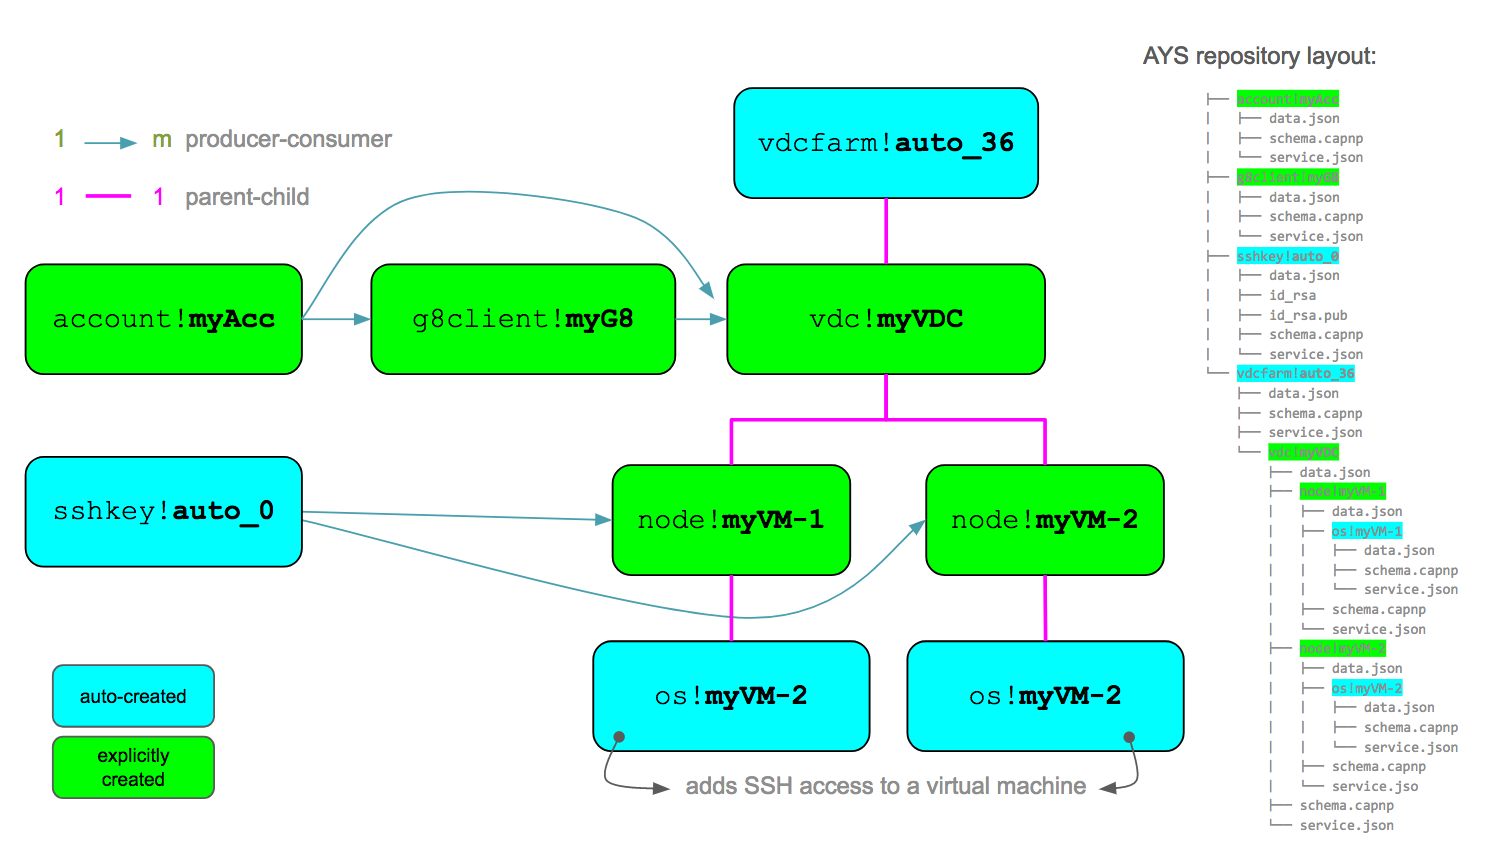 AYS repository layout:
1 m producer-consumer
1 1 parent-child
vdcfarm!auto_36
account!myAcc
g8client!myG8
vdc!myVDC
sshkey!auto_0
node!myVM-1
node!myVM-2
os!myVM-2
os!myVM-2
adds SSH access to a virtual machine
auto-created
explicitly
created
account!myAcc
data.json
schema.capnp
service.json
g8client!myG8
data.json
schema.capnp
service.json
sshkey!auto_0
data.json
id_rsa
id_rsa.pub
schema.capnp
service.json
vdcfarm!auto_36
data.json
schema.capnp
service.json
vdc!myVDC
data.json
node!myVM-1
data.json
os!myVM-1
data.json
schema.capnp
service.json
schema.capnp
service.json
node!myVM-2
data.json
os!myVM-2
data.json
schema.capnp
service.json
schema.capnp
service.jso
schema.capnp
service.json